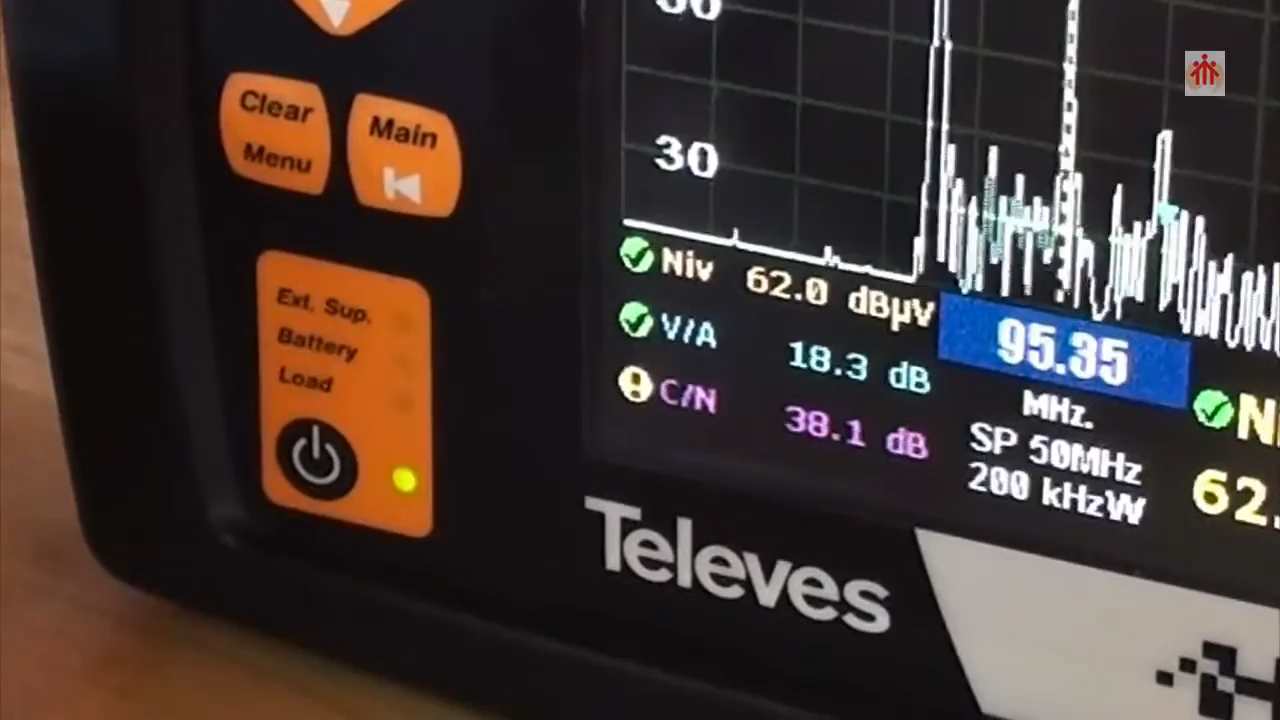 Clear
Menu
Main
Ext. Sup.
Battery
Load
30
Niv 62.0 dBµV
V/A 18.3 dB
C/N 38.1 dB
95.35
MHz.
SP 50MHz
200 kHzW
62.
Televes